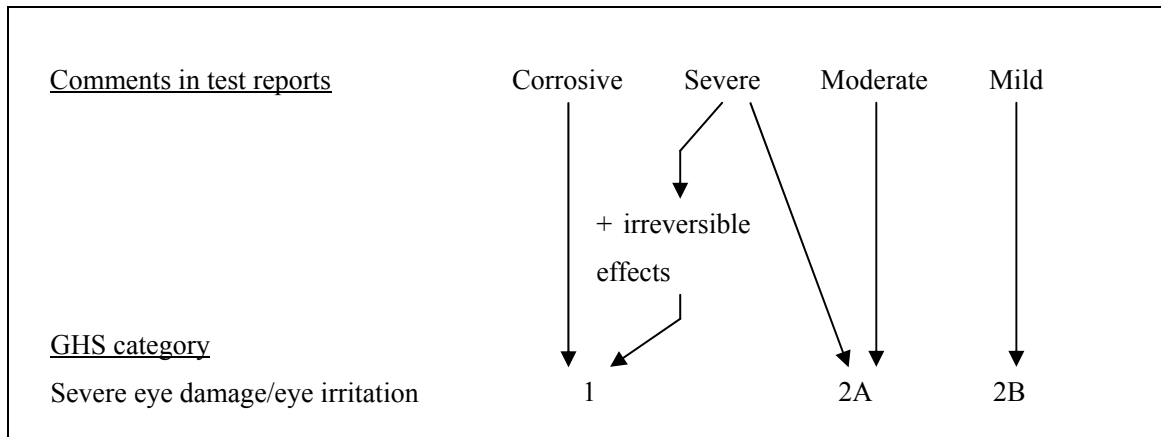 Comments in test reports Corrosive Severe Moderate Mild
+ irreversible
effects
GHS category
Severe eye damage/eye irritation 1 2A 2B